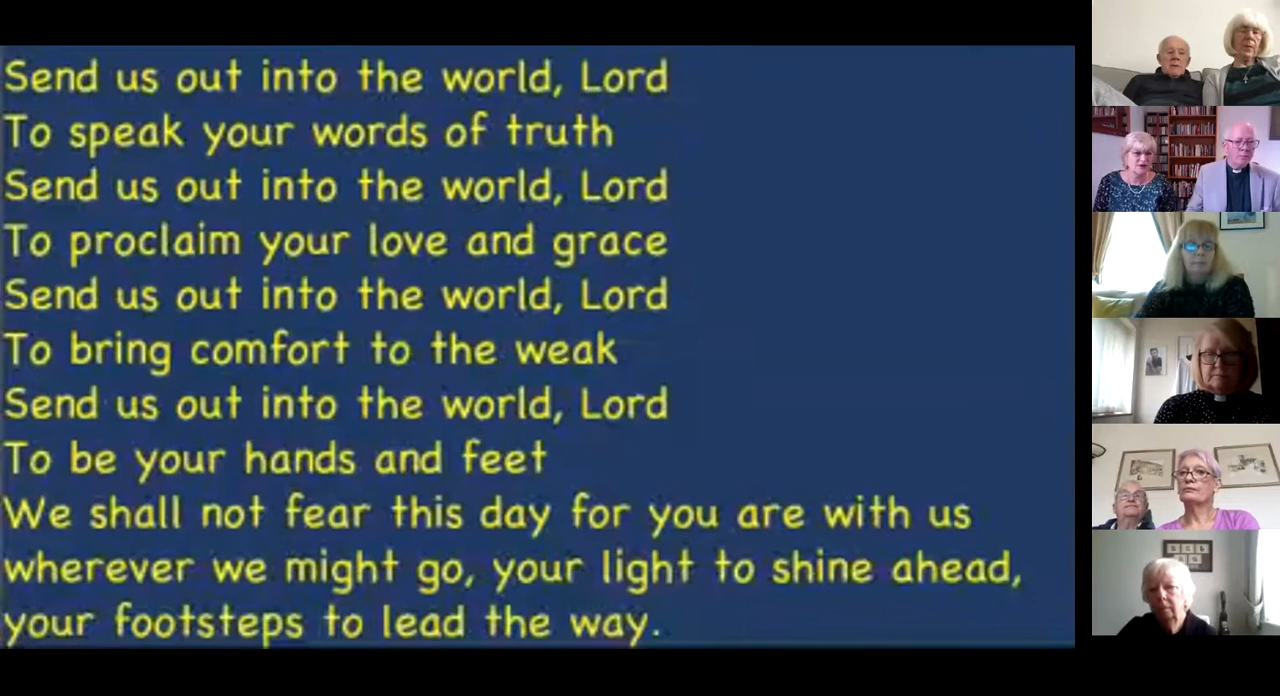 Send us out into the world, Lord
To speak your words of truth
Send us out into the world, Lord
To proclaim your love and grace
Send us out into the world, Lord
To bring comfort to the weak
Send us out into the world, Lord
To be your hands and feet
We shall not fear this day for you are with us
wherever we might go, your light to shine ahead,
your footsteps to lead the way.